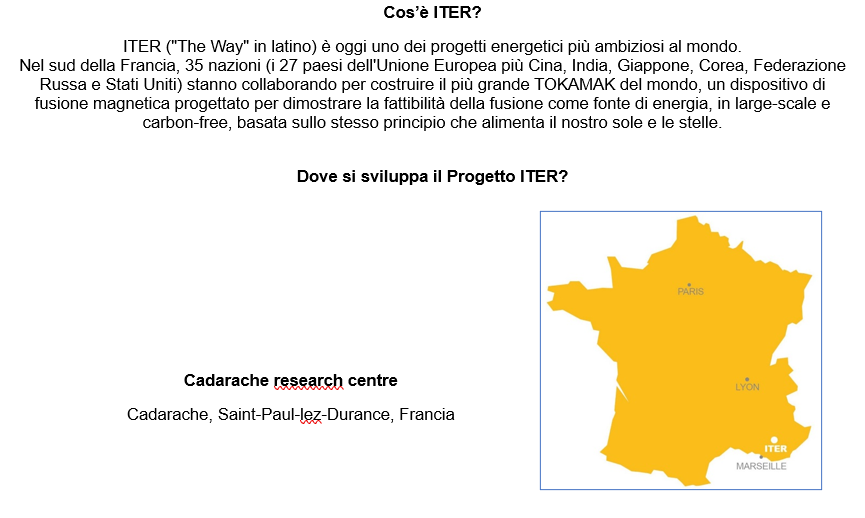 Cos’è ITER?
ITER ("The Way" in latino) è oggi uno dei progetti energetici più ambiziosi al mondo.
Nel sud della Francia, 35 nazioni (i 27 paesi dell'Unione Europea più Cina, India, Giappone, Corea, Federazione
Russa e Stati Uniti) stanno collaborando per costruire il più grande TOKAMAK del mondo, un dispositivo di
fusione magnetica progettato per dimostrare la fattibilità della fusione come fonte di energia, in large-scale e
carbon-free, basata sullo stesso principio che alimenta il nostro sole e le stelle.
Dove si sviluppa il Progetto ITER?
PARIS
Cadarache research centre
LYON
Cadarache, Saint-Paul-lez-Durance, Francia
ITER
MARSEILLE